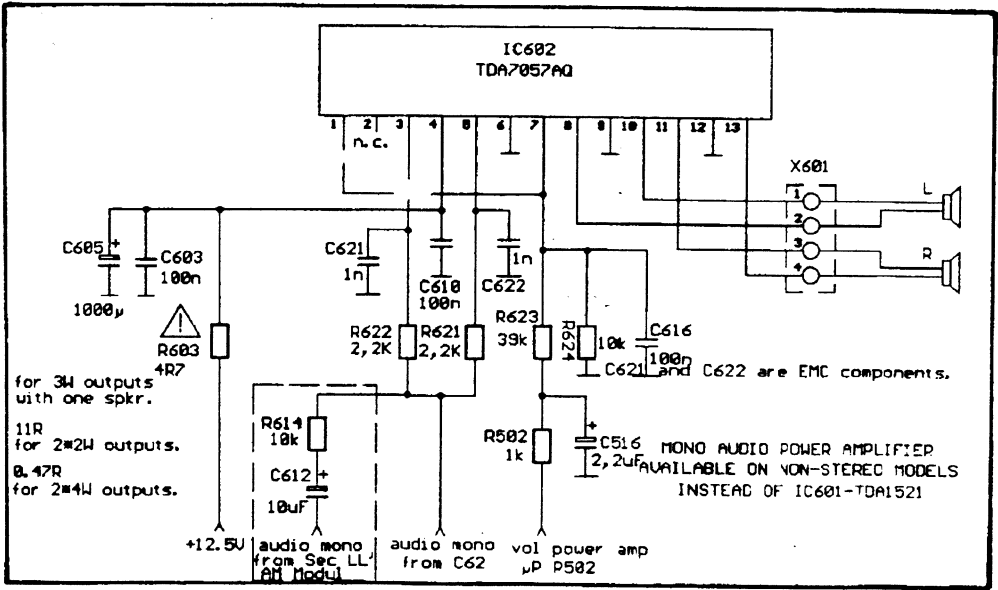 IC602
TDA7057AQ
1 2 3 4 5 6 7 8 9 10 11 12 13
n.c.
X601
1
2
3
4
L
R
C605
+
1000µ
C603
100n
C621
1n
C610
100n
1n
C622
R603
4R7
R622
2,2K
R621
2,2K
R623
39k
R624
10k
C616
100n
C621 and C622 are EMC components.
for 3W outputs
with one spkr.
11R
for 2*2W outputs.
0.47R
for 2*4W outputs.
R614
10k
C612
+
10uF
R502
1k
+
C516
2,2uF
MONO AUDIO POWER AMPLIFIER
AVAILABLE ON NON-STEREO MODELS
INSTEAD OF IC601-TDA1521
+12.5V
audio mono
from Sec LL'
AM Modul
audio mono
from C62
vol power amp
µP R502